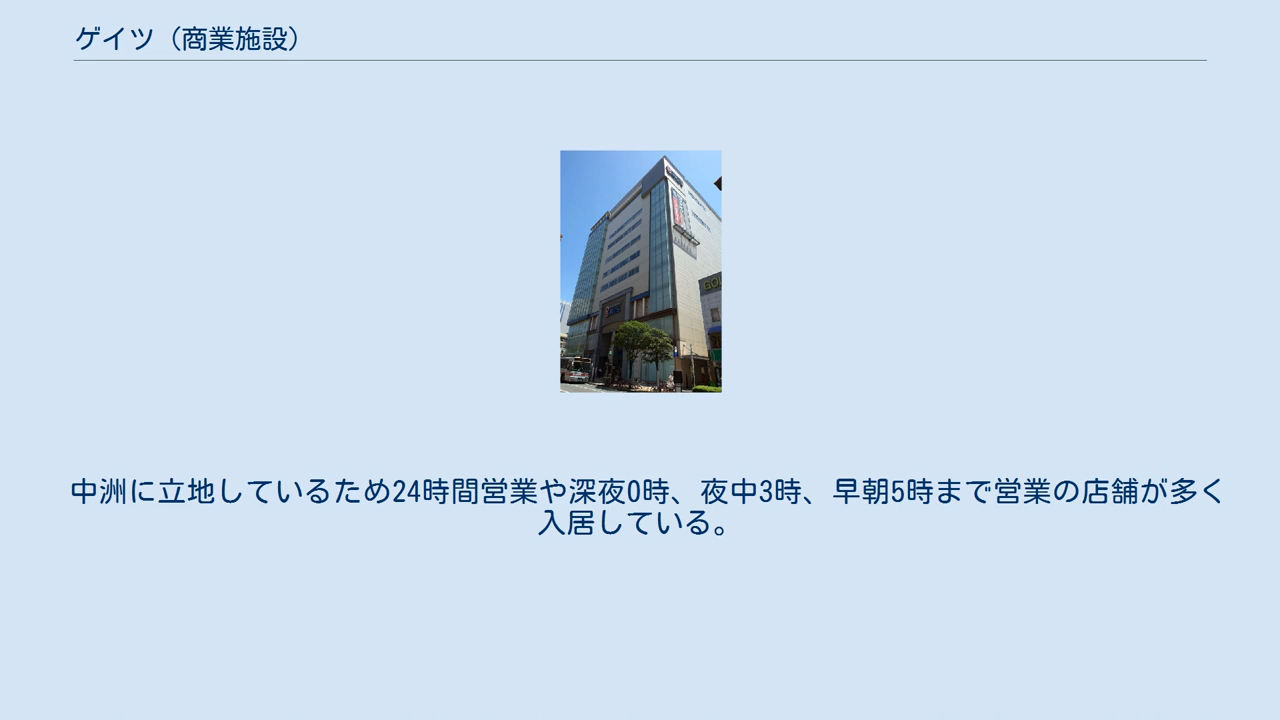 ゲイツ（商業施設）
GO
中洲に立地しているため24時間営業や深夜0時、夜中3時、早朝5時まで営業の店舗が多く
入居している。